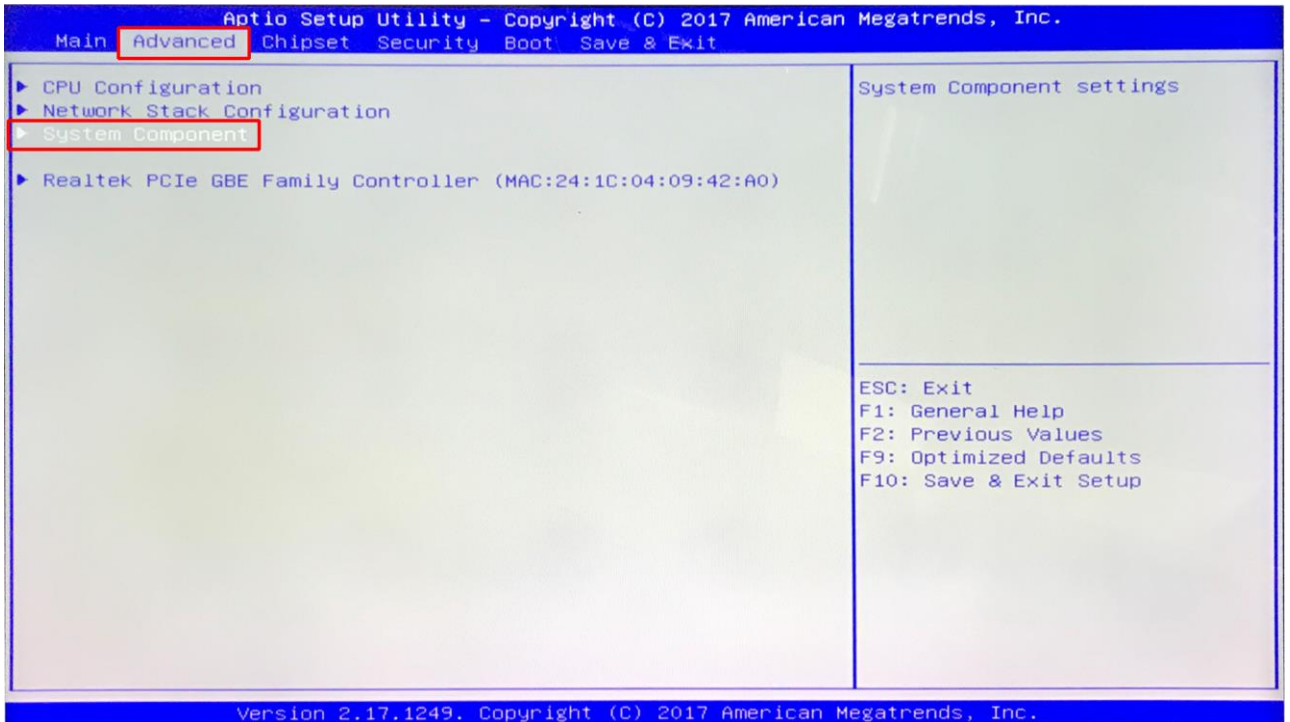 Aptio Setup Utility – Copyright (C) 2017 American Megatrends, Inc.
Main Advanced Chipset Security Boot Save & Exit
CPU Configuration
Network Stack Configuration
System Component
Realtek PCIe GBE Family Controller (MAC:24:1C:04:09:42:A0)
System Component settings
ESC: Exit
F1: General Help
F2: Previous Values
F9: Optimized Defaults
F10: Save & Exit Setup
Version 2.17.1249. Copyright (C) 2017 American Megatrends, Inc.